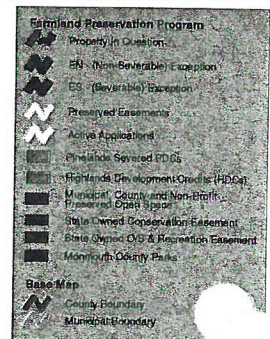 Farmland Preservation Program
Property In Question
EN - (Non-Severable) Exception
ES - (Severable) Exception
Preserved Easements
Active Applications
Pinelands Severed PDCs
Highlands Development Credits (HDCs)
Municipal, County and Non-Profit
Preserved Open Space
State Owned Conservation Easement
State Owned O/S & Recreation Easement
Monmouth County Parks
Base Map
County Boundary
Municipal Boundary